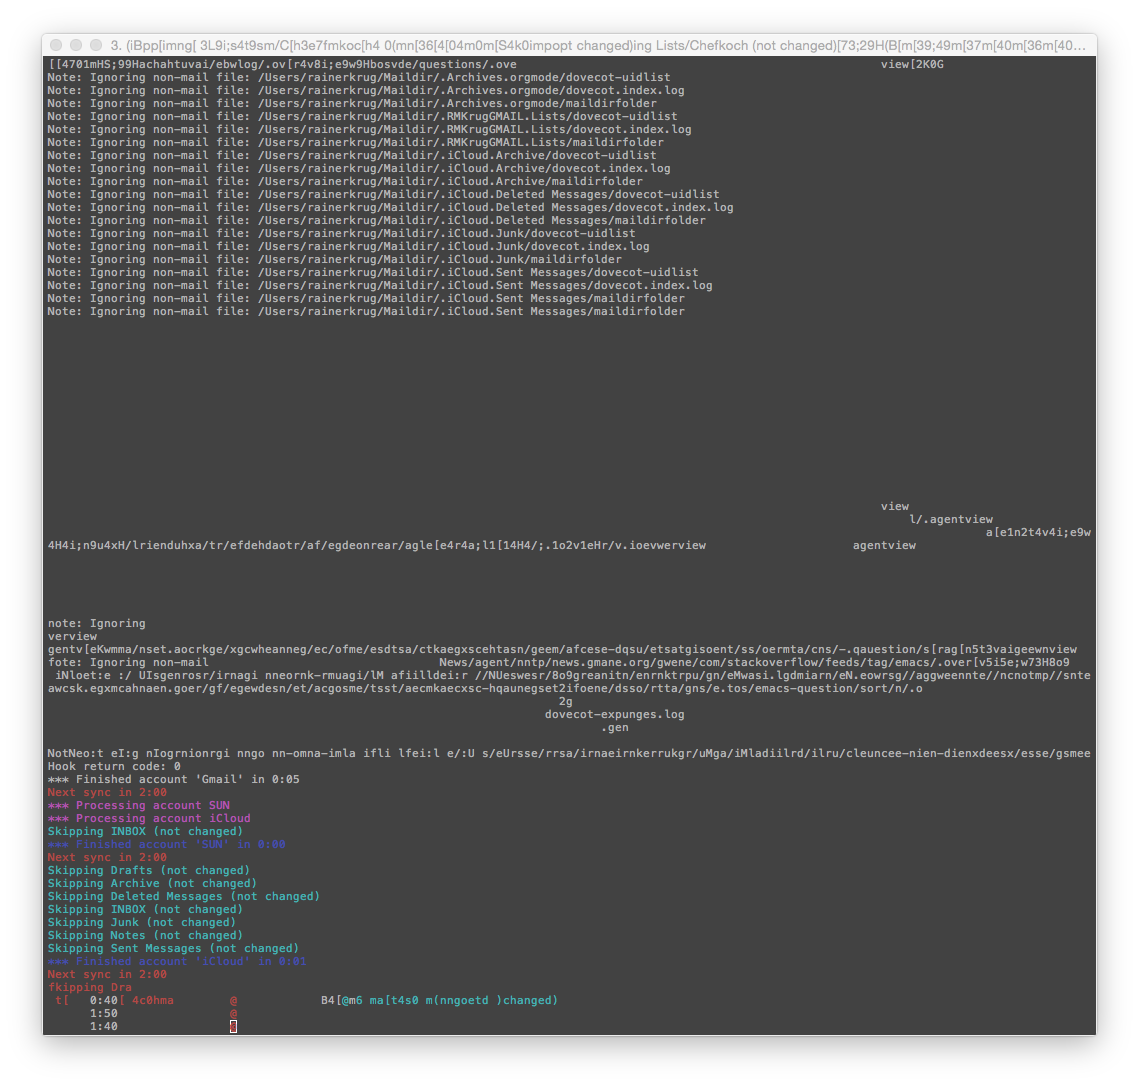 3. (iBpp[imng[ 3L9i;s4t9sm/C[h3e7fmkoc[h4 0(mn[36[4[04m0m[S4k0impopt changed)ing Lists/Chefkoch (not changed)[73;29H(B[m[39;49m[37m[40m[36m[40…
[[4701mHS;99Hachahtuvai/ebwlog/.ov[r4v8i;e9w9Hbosvde/questions/.ove view[2K0G
Note: Ignoring non-mail file: /Users/rainerkrug/Maildir/.Archives.orgmode/dovecot-uidlist
Note: Ignoring non-mail file: /Users/rainerkrug/Maildir/.Archives.orgmode/dovecot.index.log
Note: Ignoring non-mail file: /Users/rainerkrug/Maildir/.Archives.orgmode/maildirfolder
Note: Ignoring non-mail file: /Users/rainerkrug/Maildir/.RMKrugGMAIL.Lists/dovecot-uidlist
Note: Ignoring non-mail file: /Users/rainerkrug/Maildir/.RMKrugGMAIL.Lists/dovecot.index.log
Note: Ignoring non-mail file: /Users/rainerkrug/Maildir/.RMKrugGMAIL.Lists/maildirfolder
Note: Ignoring non-mail file: /Users/rainerkrug/Maildir/.iCloud.Archive/dovecot-uidlist
Note: Ignoring non-mail file: /Users/rainerkrug/Maildir/.iCloud.Archive/dovecot.index.log
Note: Ignoring non-mail file: /Users/rainerkrug/Maildir/.iCloud.Archive/maildirfolder
Note: Ignoring non-mail file: /Users/rainerkrug/Maildir/.iCloud.Deleted Messages/dovecot-uidlist
Note: Ignoring non-mail file: /Users/rainerkrug/Maildir/.iCloud.Deleted Messages/dovecot.index.log
Note: Ignoring non-mail file: /Users/rainerkrug/Maildir/.iCloud.Deleted Messages/maildirfolder
Note: Ignoring non-mail file: /Users/rainerkrug/Maildir/.iCloud.Junk/dovecot-uidlist
Note: Ignoring non-mail file: /Users/rainerkrug/Maildir/.iCloud.Junk/dovecot.index.log
Note: Ignoring non-mail file: /Users/rainerkrug/Maildir/.iCloud.Junk/maildirfolder
Note: Ignoring non-mail file: /Users/rainerkrug/Maildir/.iCloud.Sent Messages/dovecot-uidlist
Note: Ignoring non-mail file: /Users/rainerkrug/Maildir/.iCloud.Sent Messages/dovecot.index.log
Note: Ignoring non-mail file: /Users/rainerkrug/Maildir/.iCloud.Sent Messages/maildirfolder
Note: Ignoring non-mail file: /Users/rainerkrug/Maildir/.iCloud.Sent Messages/maildirfolder
view
l/.agentview
a[e1n2t4v4i;e9w
4H4i;n9u4xH/lrienduhxa/tr/efdehdaotr/af/egdeonrear/agle[e4r4a;l1[14H4/;.1o2v1eHr/v.ioevwerview agentview
note: Ignoring
verview
gentv[eKwmma/nset.aocrkge/xgcwheanneg/ec/ofme/esdtsa/ctkaegxscehtasn/geem/afcese-dqsw/etsatgisoent/ss/oermta/cns/-.qauestion/s[rag[n5t3vaigeewnview
fote: Ignoring non-mail News/agent/nntp/news.gmane.org/gwene/com/stackoverflow/feeds/tag/emacs/.over[v5i5e;w73H8o9
iNloet:e :/ UIsgenrosr/irnagi nneornk-rmuagi/lM afiilldei:r //NUeswesr/8o9greanitn/enrnktrpu/gn/eMwasi.lgdmiarn/eN.eowrsg//aggweennte//ncnotmp//snte
awcsk.egxmcahnaen.goer/gf/egewdesn/et/acgosme/tsst/aecmkaecxsc-hqaunegset2ifoene/dsso/rtta/gns/e.tos/emacs-question/sort/n/.o
2g
dovecot-expunges.log
.gen
NotNeo:t eI:g nIogrnionrgi nngo nn-omna-imla ifli lfei:l e/:U s/eUrsse/rrsa/irnaeirnkerrukgr/uMga/iMladiilrd/ilru/cleuncee-nien-dienxdeesx/esse/gsmee
Hook return code: 0
*** Finished account 'Gmail' in 0:05
Next sync in 2:00
*** Processing account SUN
*** Processing account iCloud
Skipping INBOX (not changed)
*** Finished account 'SUN' in 0:00
Next sync in 2:00
Skipping Drafts (not changed)
Skipping Archive (not changed)
Skipping Deleted Messages (not changed)
Skipping INBOX (not changed)
Skipping Junk (not changed)
Skipping Notes (not changed)
Skipping Sent Messages (not changed)
*** Finished account 'iCloud' in 0:01
Next sync in 2:00
fkipping Dra
t[ 0:40[ 4c0hma @ B4[@m6 ma[t4s0 m(nngoetd )changed)
1:50 @
1:40